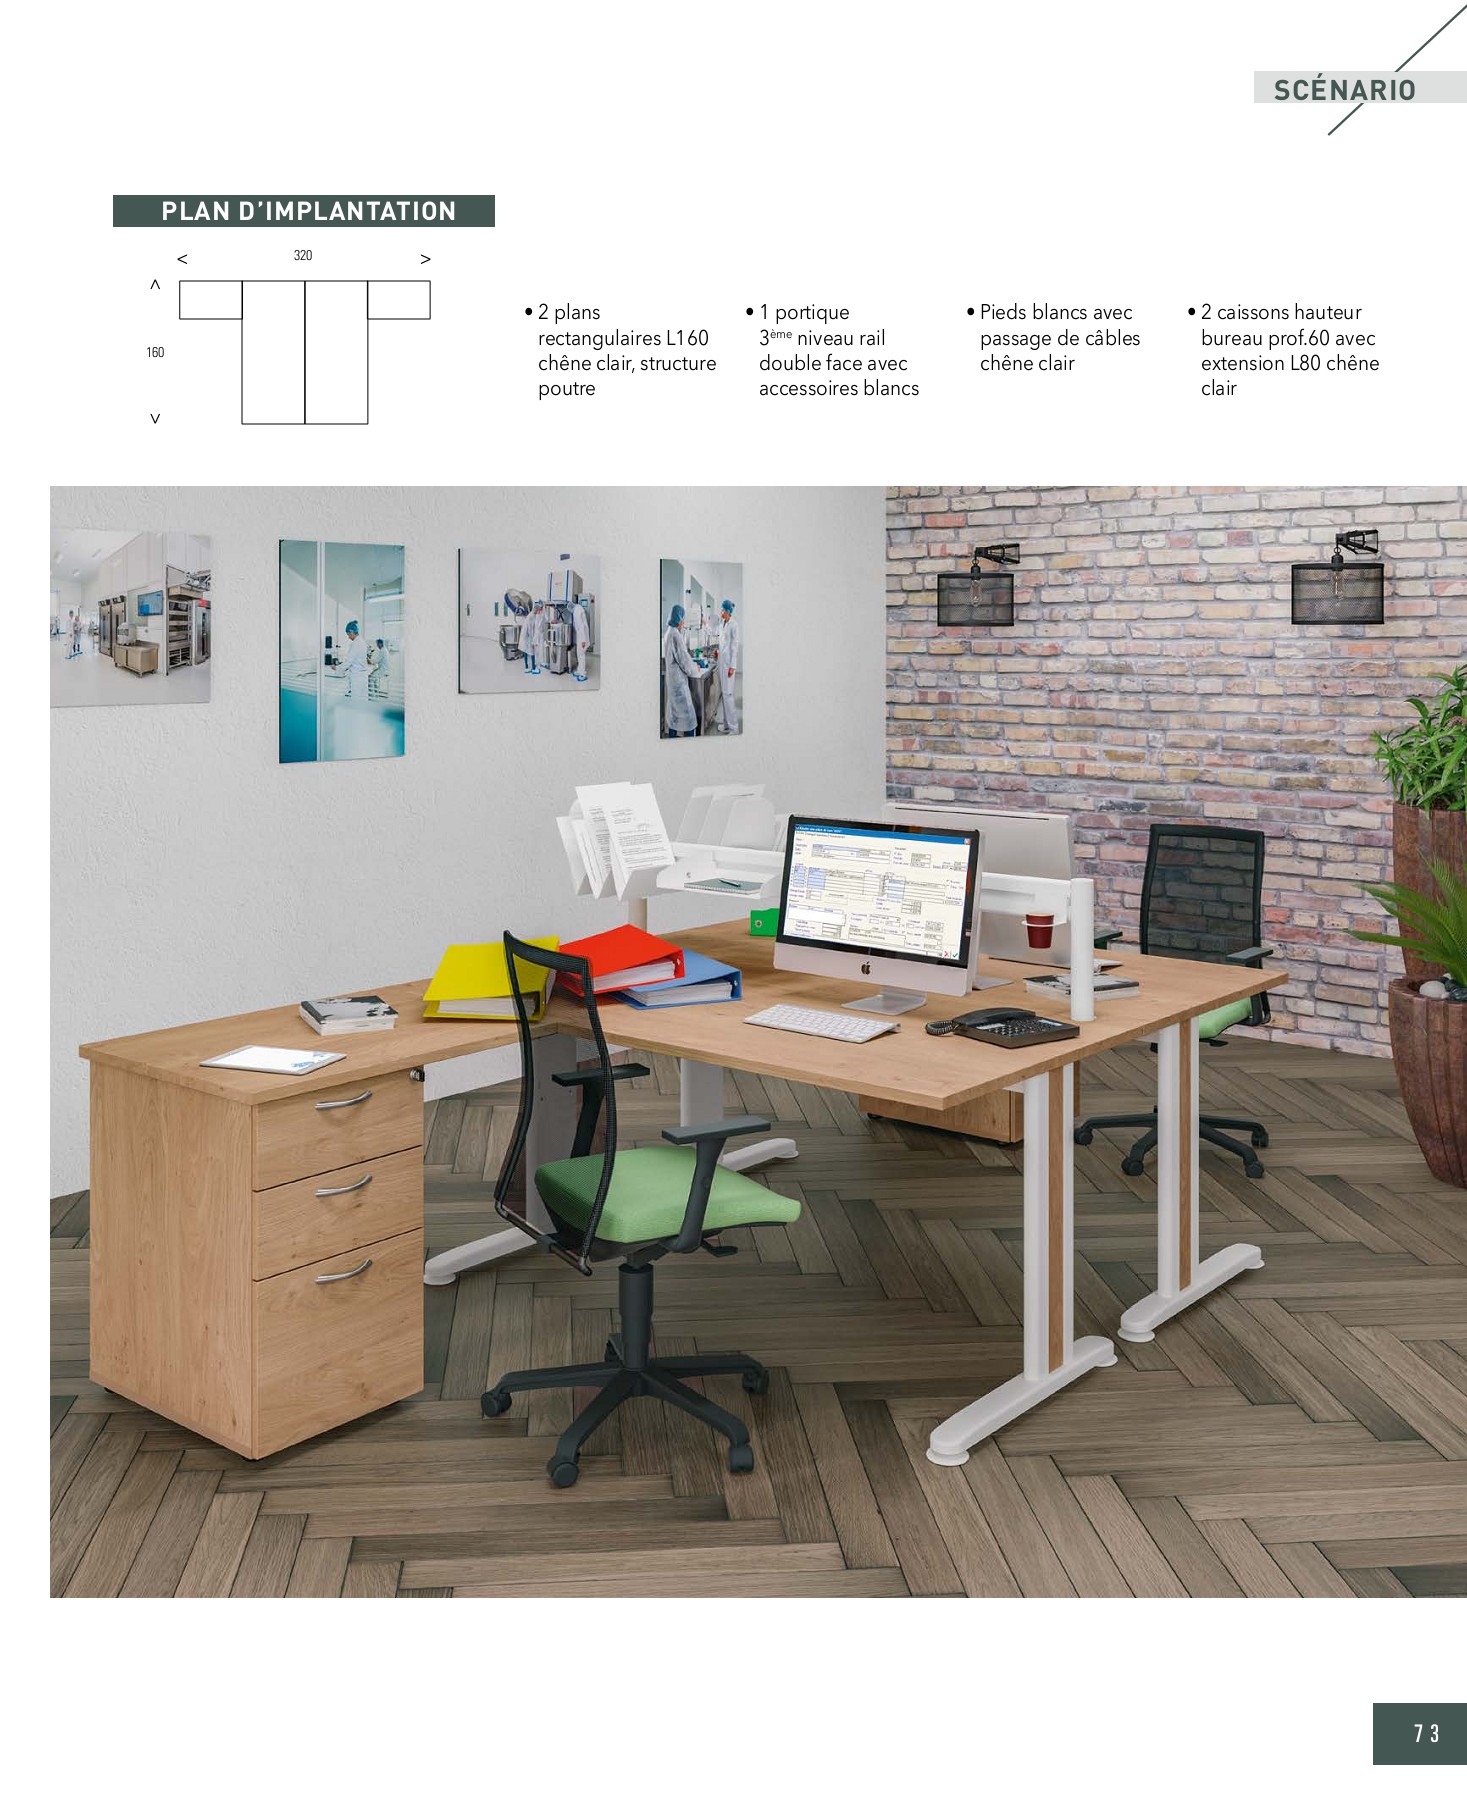 SCÉNARIO
PLAN D’IMPLANTATION
< 320 >
160
• 2 plans
rectangulaires L160
chêne clair, structure
poutre
• 1 portique
3ème niveau rail
double face avec
accessoires blancs
• Pieds blancs avec
passage de câbles
chêne clair
• 2 caissons hauteur
bureau prof.60 avec
extension L80 chêne
clair
73